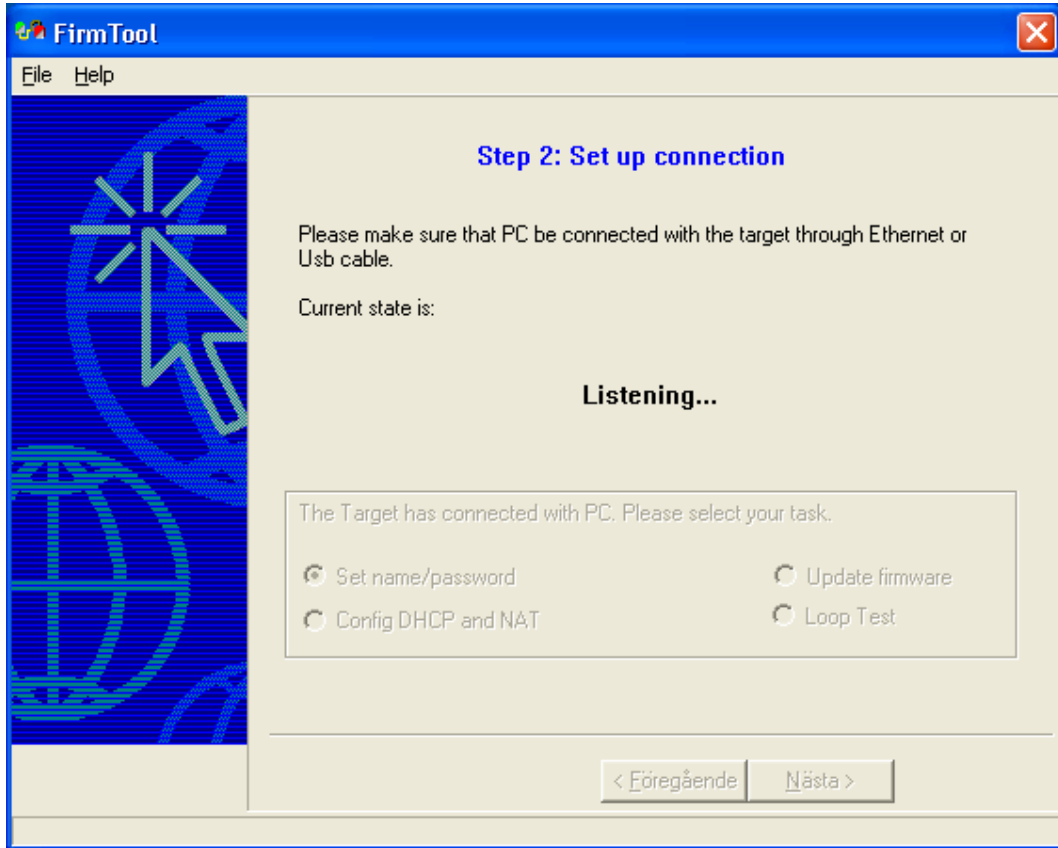 FirmTool
File Help
Step 2: Set up connection
Please make sure that PC be connected with the target through Ethernet or
Usb cable.
Current state is:
Listening...
The Target has connected with PC. Please select your task.
Set name/password Update firmware
Config DHCP and NAT Loop Test
< Föregående Nästa >